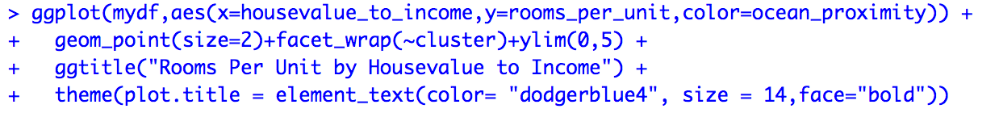 > ggplot(mydf,aes(x=housevalue_to_income,y=rooms_per_unit,color=ocean_proximity)) +
+   geom_point(size=2)+facet_wrap(~cluster)+ylim(0,5) +
+   ggtitle("Rooms Per Unit by Housevalue to Income") +
+   theme(plot.title = element_text(color= "dodgerblue4", size = 14,face="bold"))